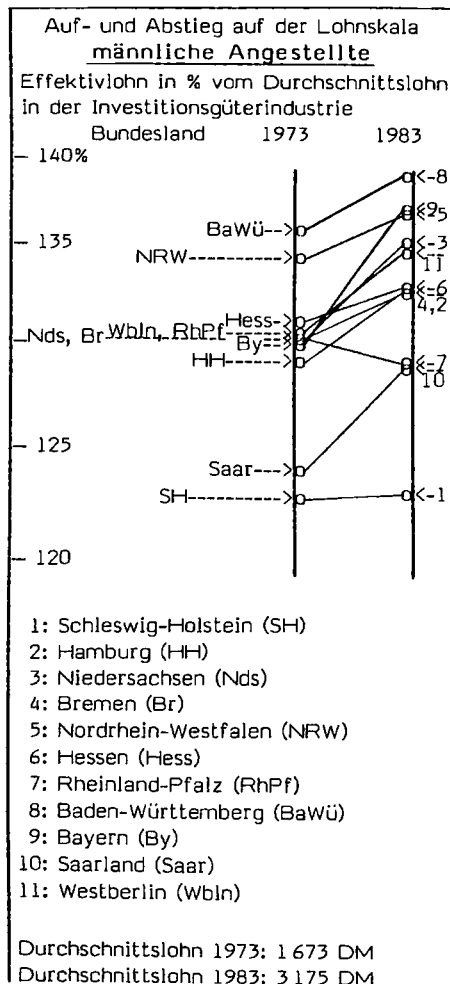 Auf- und Abstieg auf der Lohnskala
männliche Angestellte
Effektivlohn in % vom Durchschnittslohn
in der Investitionsgüterindustrie
Bundesland 1973 1983
140%
<-8
BaWü-->
<9
<-5
135
NRW------>
<-3
11
Hess->
<-6
4,2
Nds, Br Wbln, RhPf
By-->
HH---->
<-7
10
125
Saar--->
SH---------->
<-1
120
1: Schleswig-Holstein (SH)
2: Hamburg (HH)
3: Niedersachsen (Nds)
4: Bremen (Br)
5: Nordrhein-Westfalen (NRW)
6: Hessen (Hess)
7: Rheinland-Pfalz (RhPf)
8: Baden-Württemberg (BaWü)
9: Bayern (By)
10: Saarland (Saar)
11: Westberlin (Wbln)
Durchschnittslohn 1973: 1673 DM
Durchschnittslohn 1983: 3175 DM